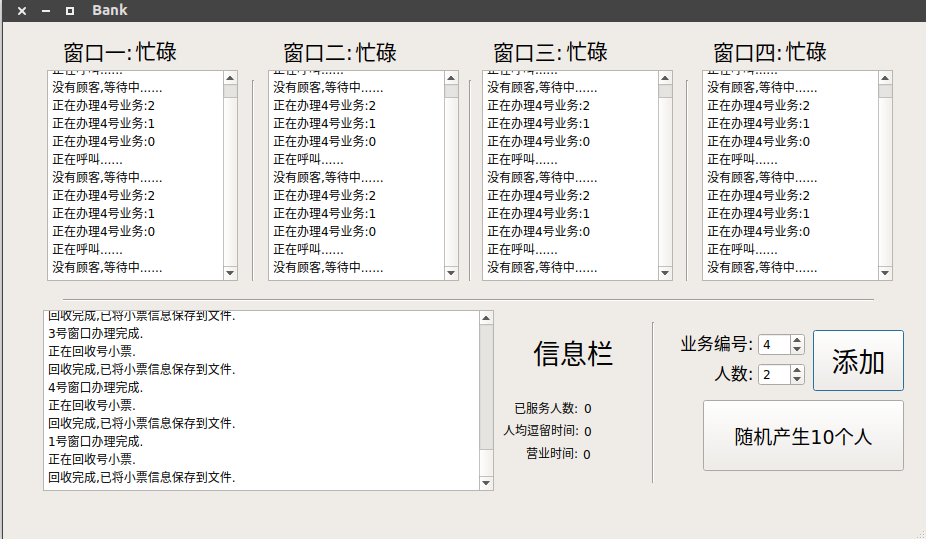 Bank
窗口一:忙碌
窗口二:忙碌
窗口三:忙碌
窗口四:忙碌
正在呼叫......
没有顾客,等待中......
正在办理4号业务:2
正在办理4号业务:1
正在办理4号业务:0
正在呼叫......
没有顾客,等待中......
正在办理4号业务:2
正在办理4号业务:1
正在办理4号业务:0
正在呼叫......
没有顾客,等待中......
正在呼叫......
没有顾客,等待中......
正在办理4号业务:2
正在办理4号业务:1
正在办理4号业务:0
正在呼叫......
没有顾客,等待中......
正在办理4号业务:2
正在办理4号业务:1
正在办理4号业务:0
正在呼叫......
没有顾客,等待中......
正在呼叫......
没有顾客,等待中......
正在办理4号业务:2
正在办理4号业务:1
正在办理4号业务:0
正在呼叫......
没有顾客,等待中......
正在办理4号业务:2
正在办理4号业务:1
正在办理4号业务:0
正在呼叫......
没有顾客,等待中......
正在呼叫......
没有顾客,等待中......
正在办理4号业务:2
正在办理4号业务:1
正在办理4号业务:0
正在呼叫......
没有顾客,等待中......
正在办理4号业务:2
正在办理4号业务:1
正在办理4号业务:0
正在呼叫......
没有顾客,等待中......
回收完成,已将小票信息保存到文件.
3号窗口办理完成.
正在回收号小票.
回收完成,已将小票信息保存到文件.
4号窗口办理完成.
正在回收号小票.
回收完成,已将小票信息保存到文件.
1号窗口办理完成.
正在回收号小票.
回收完成,已将小票信息保存到文件.
信息栏
已服务人数: 0
人均逗留时间: 0
营业时间: 0
业务编号: 4
人数: 2
添加
随机产生10个人